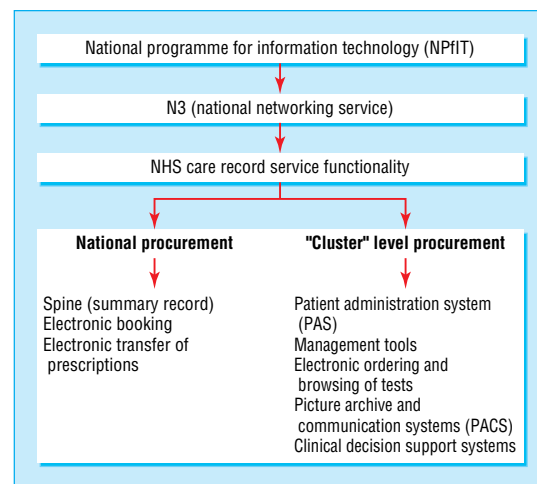 National programme for information technology (NPfIT)
N3 (national networking service)
NHS care record service functionality
National procurement
Spine (summary record)
Electronic booking
Electronic transfer of
prescriptions
"Cluster" level procurement
Patient administration system
(PAS)
Management tools
Electronic ordering and
browsing of tests
Picture archive and
communication systems (PACS)
Clinical decision support systems